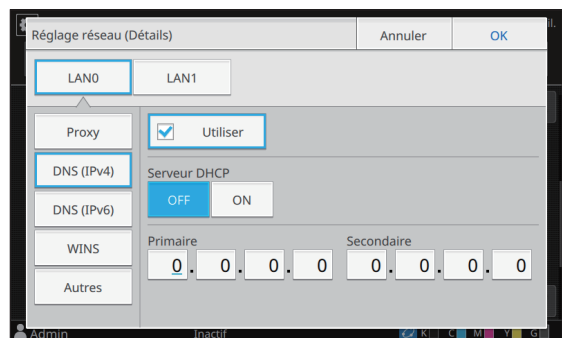 Réglage réseau (Détails) Annuler OK
il.
LAN0 LAN1
Proxy
Utiliser
DNS (IPv4)
Serveur DHCP
OFF ON
DNS (IPv6)
WINS
Primaire Secondaire
0. 0. 0. 0 0. 0. 0. 0
Autres
Admin Inactif K C M Y G